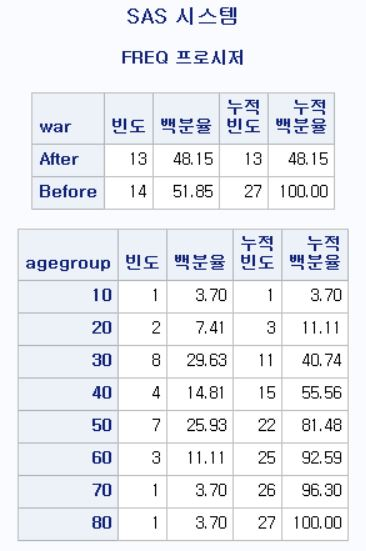 SAS 시스템
FREQ 프로시저
war 빈도 백분율 누적 빈도 누적 백분율
After 13 48.15 13 48.15
Before 14 51.85 27 100.00
agegroup 빈도 백분율 누적 빈도 누적 백분율
10 1 3.70 1 3.70
20 2 7.41 3 11.11
30 8 29.63 11 40.74
40 4 14.81 15 55.56
50 7 25.93 22 81.48
60 3 11.11 25 92.59
70 1 3.70 26 96.30
80 1 3.70 27 100.00